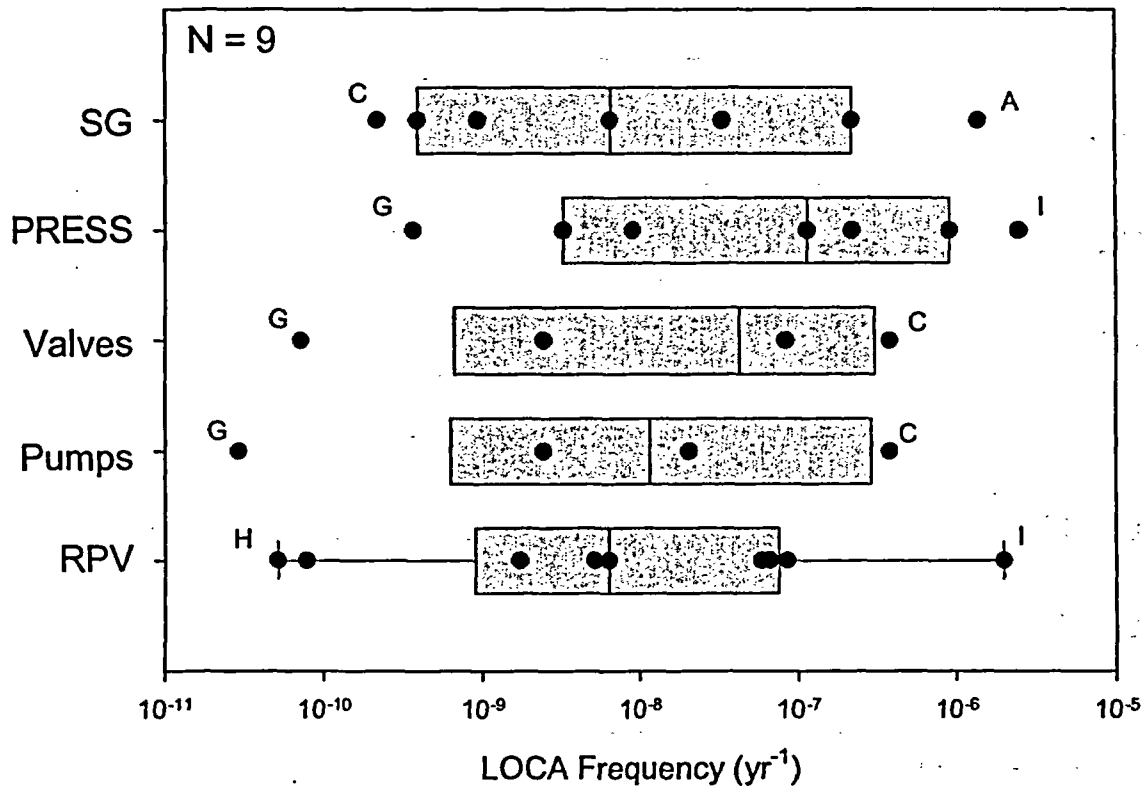 N = 9
SG
C
A
PRESS
G
I
Valves
G
C
Pumps
G
C
RPV
H
I
10-11
10-10
10-9
10-8
10-7
10-6
10-5
LOCA Frequency (yr-1)